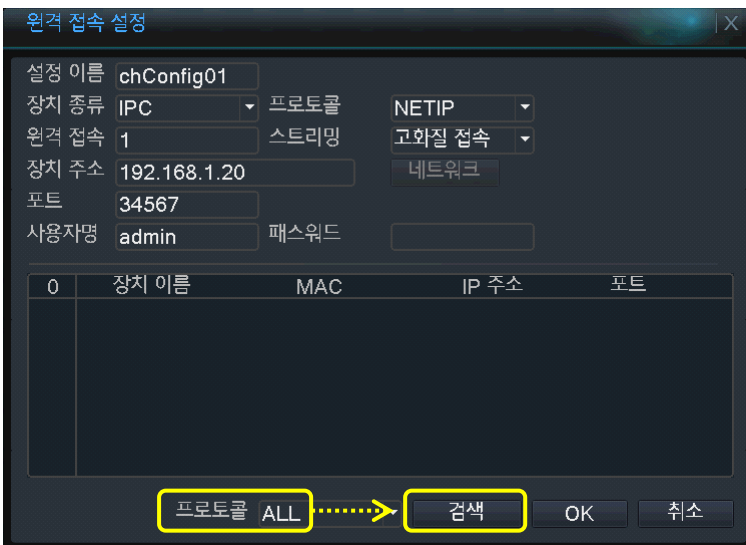 원격 접속 설정 X
설정 이름 chConfig01
장치 종류 IPC 프로토콜 NETIP
원격 접속 1 스트리밍 고화질 접속
장치 주소 192.168.1.20 네트워크
포트 34567
사용자명 admin 패스워드
0 장치 이름 MAC IP 주소 포트
프로토콜 ALL 검색 OK 취소